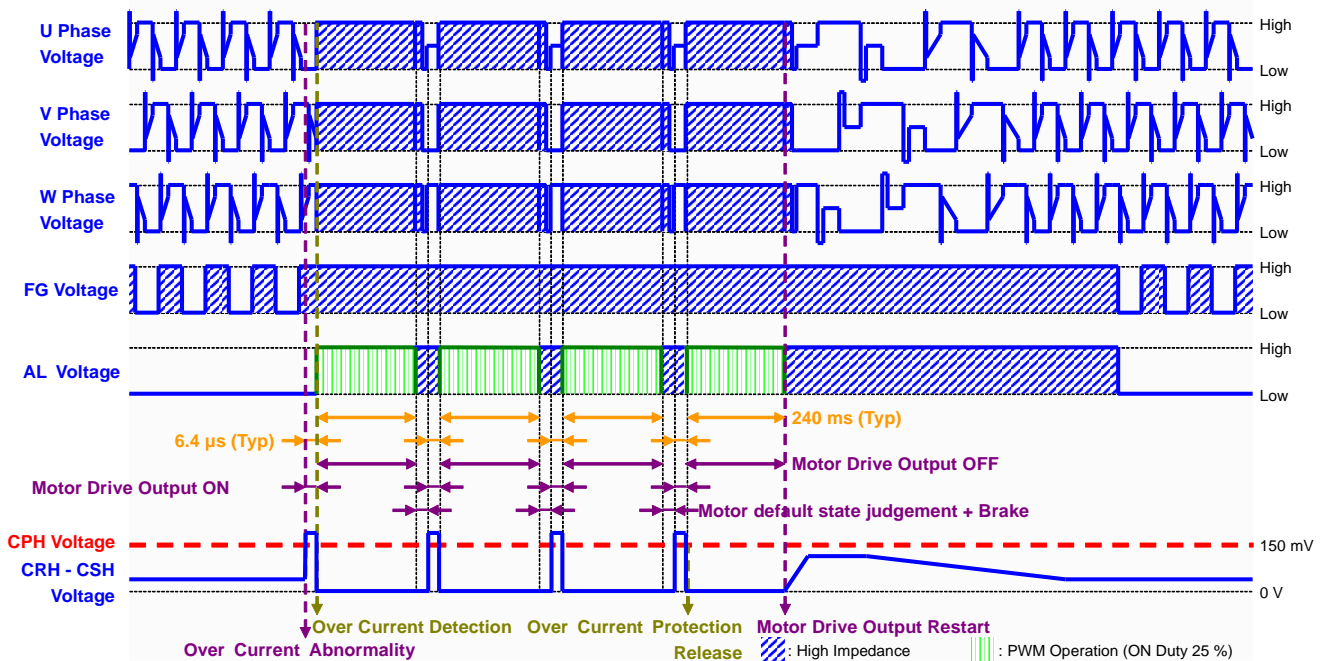 U Phase
Voltage
High
Low
V Phase
Voltage
High
Low
W Phase
Voltage
High
Low
FG Voltage
High
Low
AL Voltage
High
Low
240 ms (Typ)
6.4 µs (Typ)
Motor Drive Output OFF
Motor Drive Output ON
Motor default state judgement + Brake
CPH Voltage
150 mV
CRH - CSH
Voltage
0 V
Over Current Detection
Over Current Protection
Release
Motor Drive Output Restart
Over Current Abnormality
: High Impedance
: PWM Operation (ON Duty 25 %)